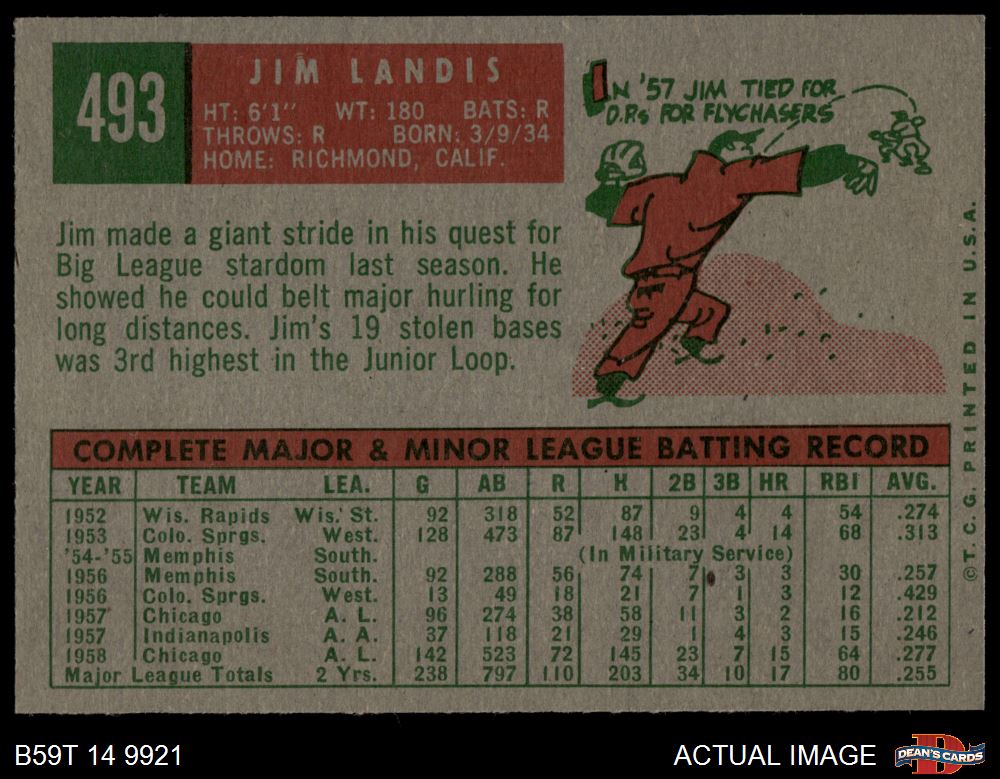 493
JIM LANDIS
HT: 6'1" WT: 180 BATS: R
THROWS: R BORN: 3/9/34
HOME: RICHMOND, CALIF.
IN '57 JIM TIED FOR
D.P.s FOR FLYCHASERS
Jim made a giant stride in his quest for
Big League stardom last season. He
showed he could belt major hurling for
long distances. Jim's 19 stolen bases
was 3rd highest in the Junior Loop.
COMPLETE MAJOR & MINOR LEAGUE BATTING RECORD
YEAR TEAM LEA. G AB R H 2B 3B HR RBI AVG.
1952 Wis. Rapids Wis. St. 92 318 52 87 9 4 4 54 .274
1953 Colo. Sprgs. West. 128 473 87 148 23 4 14 68 .313
'54-'55 Memphis South. (In Military Service)
1956 Memphis South. 92 288 56 74 7 3 3 30 .257
1956 Colo. Sprgs. West. 13 49 18 21 7 1 3 12 .429
1957 Chicago A. L. 96 274 38 58 11 3 2 16 .212
1957 Indianapolis A. A. 37 118 21 29 1 4 3 15 .246
1958 Chicago A. L. 142 523 72 145 23 7 15 64 .277
Major League Totals 2 Yrs. 238 797 110 203 34 10 17 80 .255
©T. C. G. PRINTED IN U.S.A.
B59T 14 9921
ACTUAL IMAGE
DEAN'S CARDS